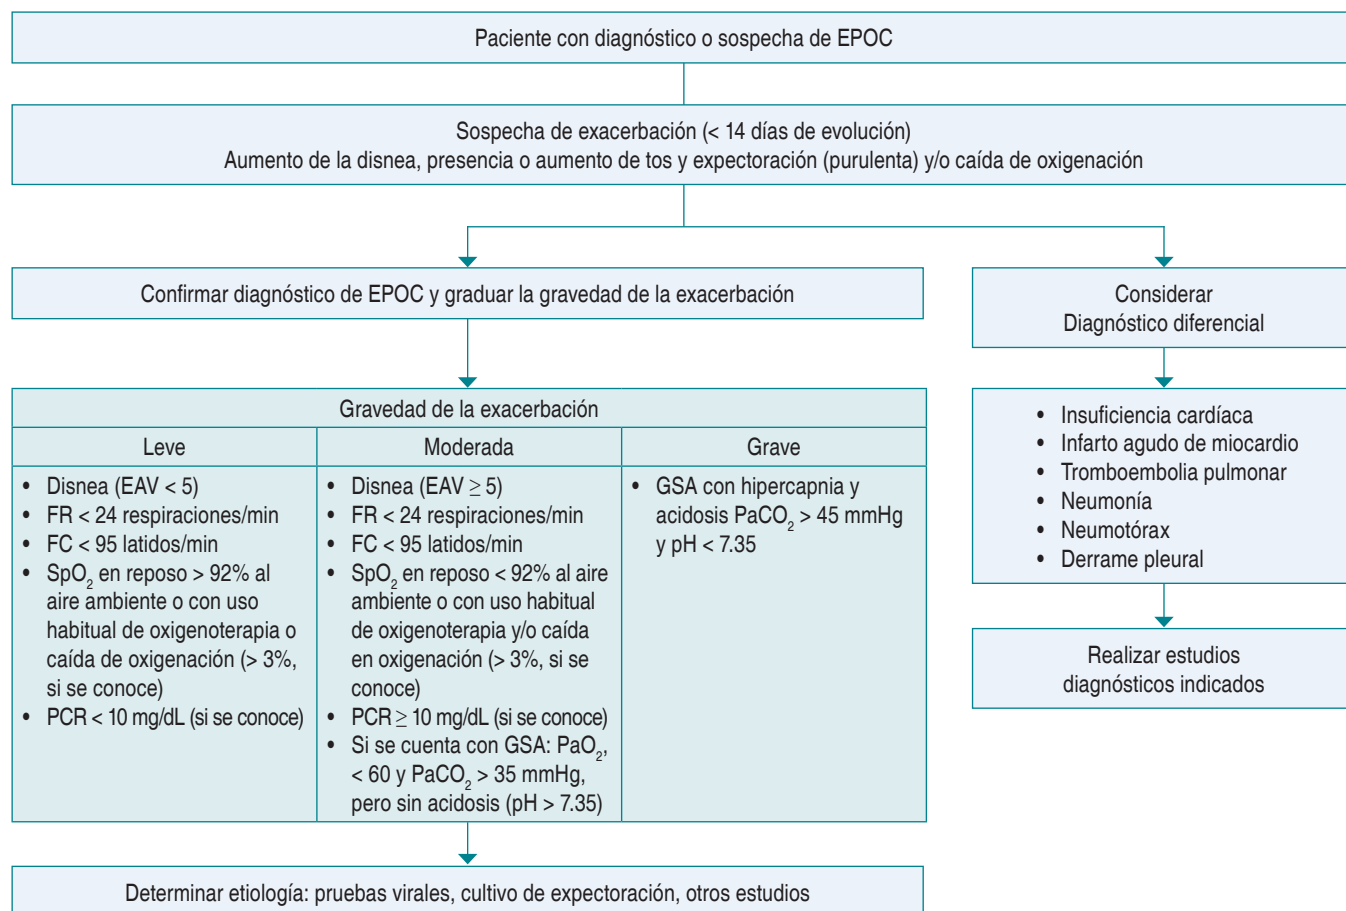 Paciente con diagnóstico o sospecha de EPOC
Sospecha de exacerbación (< 14 días de evolución)
Aumento de la disnea, presencia o aumento de tos y expectoración (purulenta) y/o caída de oxigenación
Confirmar diagnóstico de EPOC y graduar la gravedad de la exacerbación
Considerar
Diagnóstico diferencial
Gravedad de la exacerbación
Leve
• Disnea (EAV < 5)
• FR < 24 respiraciones/min
• FC < 95 latidos/min
• SpO₂ en reposo > 92% al
aire ambiente o con uso
habitual de oxigenoterapia o
caída de oxigenación (> 3%,
si se conoce)
• PCR < 10 mg/dL (si se conoce)
Moderada
• Disnea (EAV ≥ 5)
• FR < 24 respiraciones/min
• FC < 95 latidos/min
• SpO₂ en reposo < 92% al aire
ambiente o con uso habitual
de oxigenoterapia y/o caída
en oxigenación (> 3%, si se
conoce)
• PCR ≥ 10 mg/dL (si se conoce)
• Si se cuenta con GSA: PaO₂,
< 60 y PaCO₂ > 35 mmHg,
pero sin acidosis (pH > 7.35)
Grave
• GSA con hipercapnia y
acidosis PaCO₂ > 45 mmHg
y pH < 7.35
• Insuficiencia cardíaca
• Infarto agudo de miocardio
• Tromboembolia pulmonar
• Neumonía
• Neumotórax
• Derrame pleural
Realizar estudios
diagnósticos indicados
Determinar etiología: pruebas virales, cultivo de expectoración, otros estudios